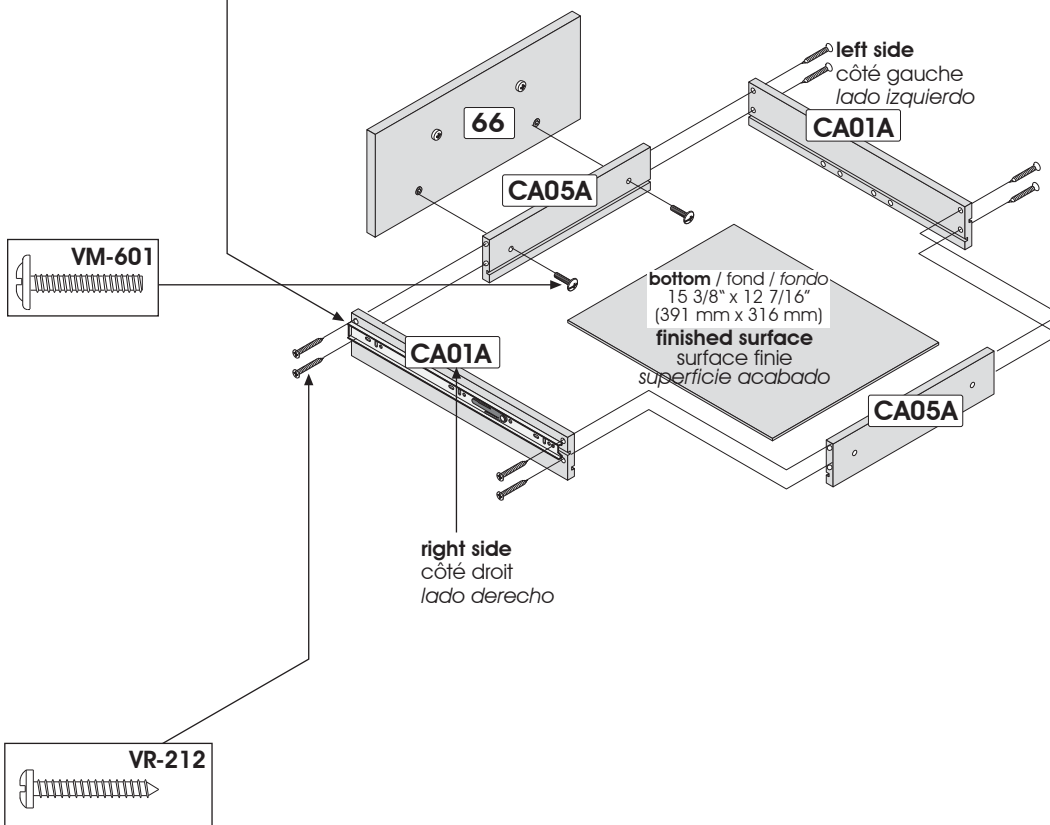 left side
côté gauche
lado izquierdo
CA01A
66
CA05A
VM-601
bottom / fond / fondo
15 3/8“ x 12 7/16“
(391 mm x 316 mm)
finished surface
surface finie
superficie acabado
CA01A
CA05A
right side
côté droit
lado derecho
VR-212